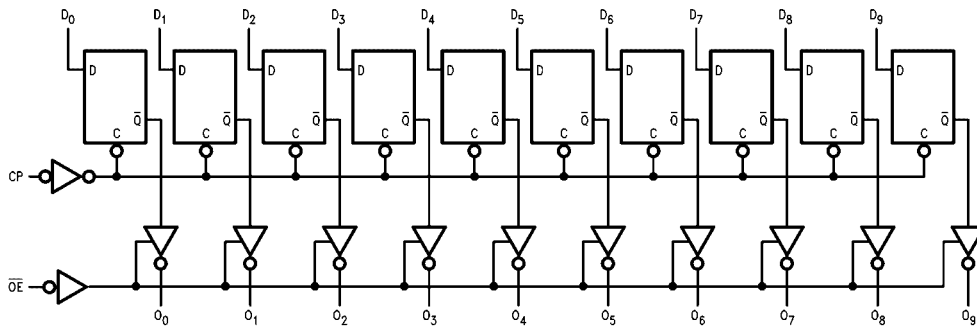 D₀ D₁ D₂ D₃ D₄ D₅ D₆ D₇ D₈ D₉
D D D D D D D D D D
Q̅ Q̅ Q̅ Q̅ Q̅ Q̅ Q̅ Q̅ Q̅ Q̅
C C C C C C C C C C
CP
O̅E̅
O₀ O₁ O₂ O₃ O₄ O₅ O₆ O₇ O₈ O₉